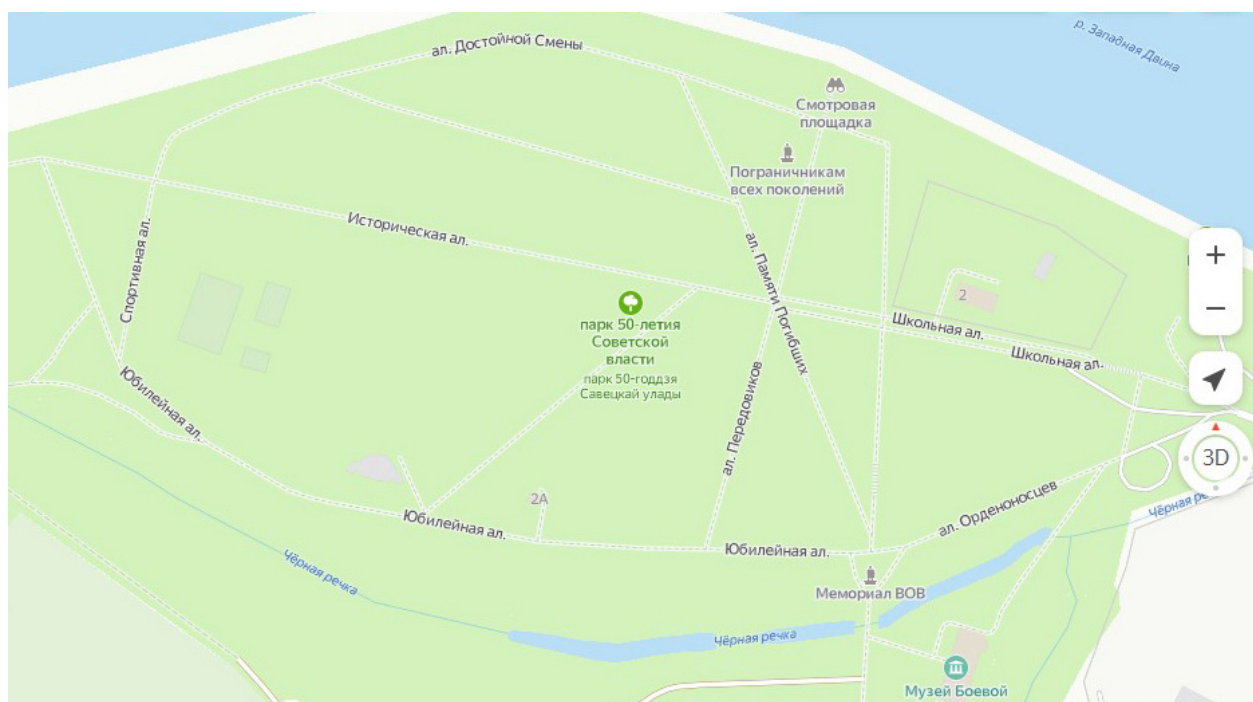 р. Западная Двина
ал. Достойной Смены
Смотровая
площадка
Пограничникам
всех поколений
Историческая ал.
Спортивная ал.
ал. Памяти Погибших
2
Школьная ал.
Школьная ал.
парк 50-летия
Советской
власти
парк 50-годдзя
Савецкай улады
Юбилейная ал.
ал. Передовиков
3D
2А
ал. Орденоносцев
Чёрная
Юбилейная ал.
Юбилейная ал.
Чёрная речка
Мемориал ВОВ
Чёрная речка
Музей Боевой